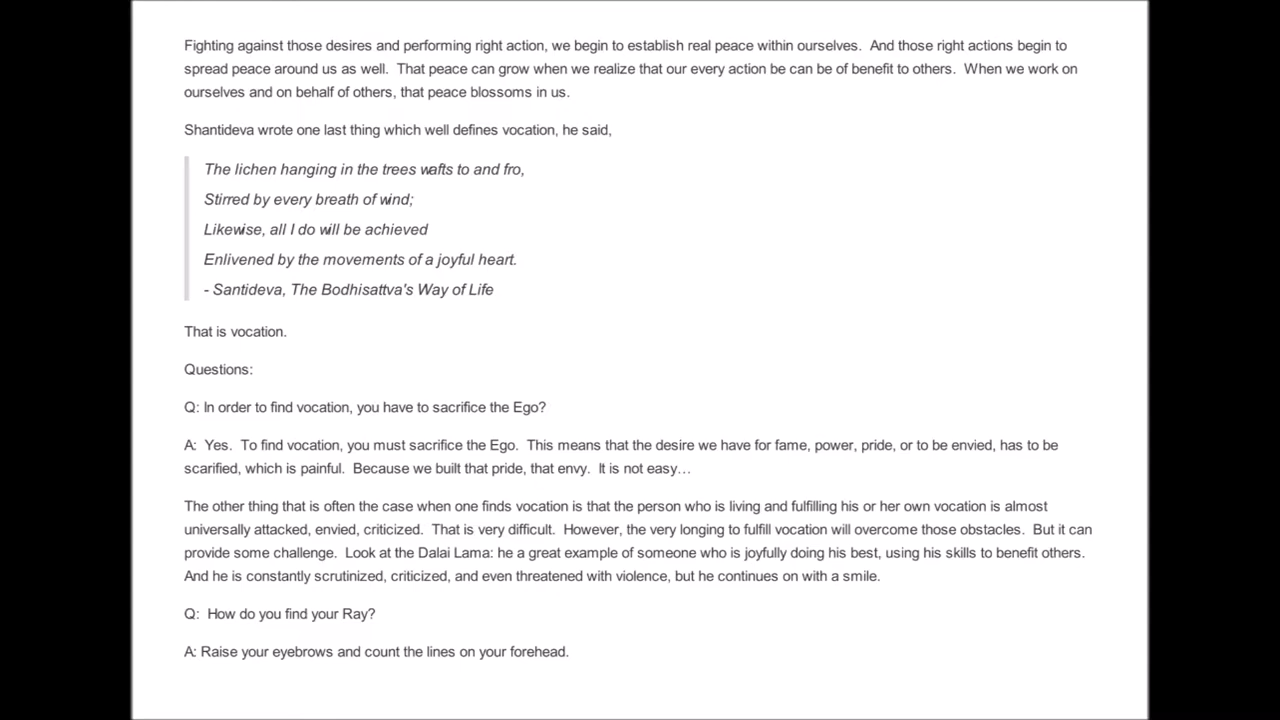 Fighting against those desires and performing right action, we begin to establish real peace within ourselves.  And those right actions begin to
spread peace around us as well.  That peace can grow when we realize that our every action be can be of benefit to others.  When we work on
ourselves and on behalf of others, that peace blossoms in us.
Shantideva wrote one last thing which well defines vocation, he said,
The lichen hanging in the trees wafts to and fro,
Stirred by every breath of wind;
Likewise, all I do will be achieved
Enlivened by the movements of a joyful heart.
- Santideva, The Bodhisattva's Way of Life
That is vocation.
Questions:
Q: In order to find vocation, you have to sacrifice the Ego?
A:  Yes.  To find vocation, you must sacrifice the Ego.  This means that the desire we have for fame, power, pride, or to be envied, has to be
scarified, which is painful.  Because we built that pride, that envy.  It is not easy…
The other thing that is often the case when one finds vocation is that the person who is living and fulfilling his or her own vocation is almost
universally attacked, envied, criticized.  That is very difficult.  However, the very longing to fulfill vocation will overcome those obstacles.  But it can
provide some challenge.  Look at the Dalai Lama: he a great example of someone who is joyfully doing his best, using his skills to benefit others.
And he is constantly scrutinized, criticized, and even threatened with violence, but he continues on with a smile.
Q:  How do you find your Ray?
A: Raise your eyebrows and count the lines on your forehead.